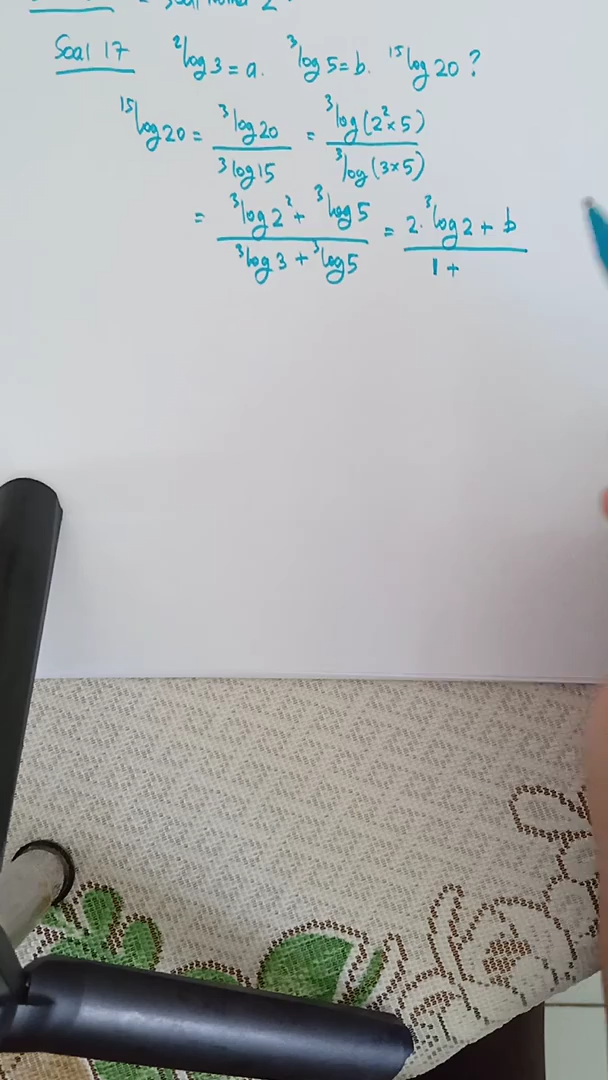 Soal 17 ²log 3 = a. ³log 5 = b. ¹⁵log 20 ?
¹⁵log 20 = ³log 20 / ³log 15 = ³log (2² × 5) / ³log (3 × 5)
= ³log 2² + ³log 5 / ³log 3 + ³log 5 = 2. ³log 2 + b / 1 +